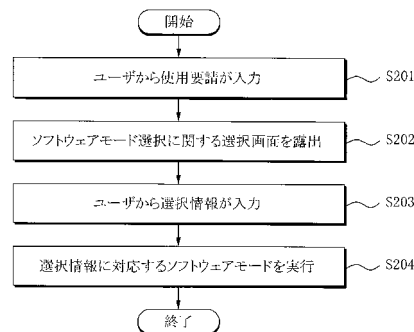 開始
ユーザから使用要請が入力
S201
ソフトウェアモード選択に関する選択画面を露出
S202
ユーザから選択情報が入力
S203
選択情報に対応するソフトウェアモードを実行
S204
終了